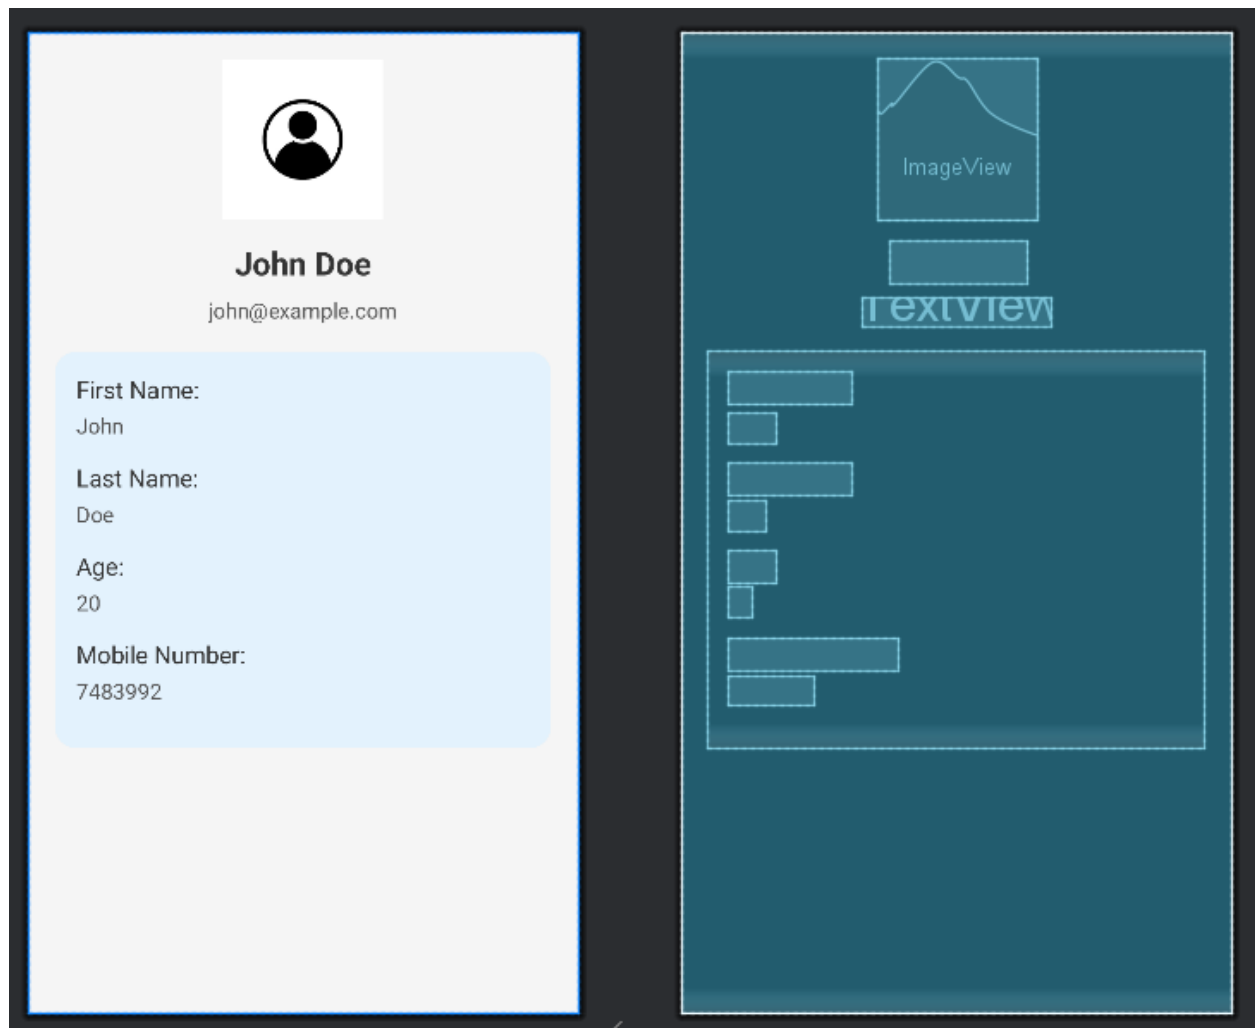 John Doe
john@example.com
First Name:
John
Last Name:
Doe
Age:
20
Mobile Number:
7483992
ImageView
TextView